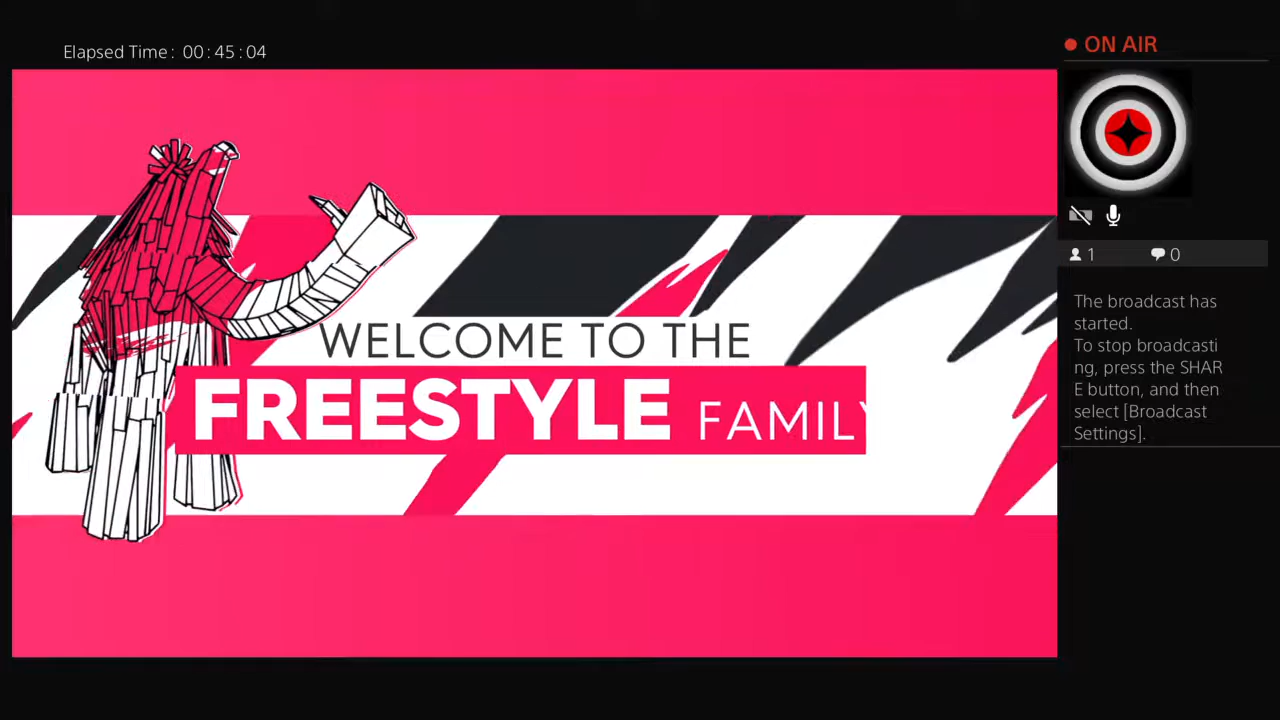 Elapsed Time: 00:45:04
ON AIR
1 0
The broadcast has
started.
To stop broadcasti
ng, press the SHAR
E button, and then
select [Broadcast
Settings].
WELCOME TO THE
FREESTYLE FAMILY